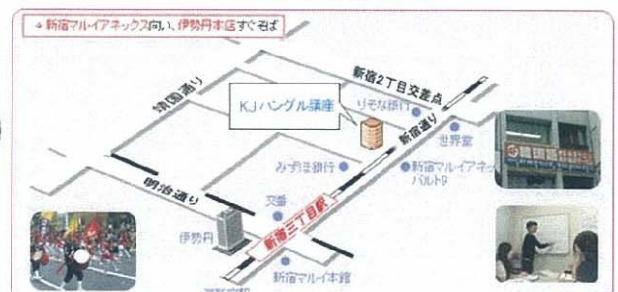 新宿マルイアネックス向い、伊勢丹本店すぐそば
靖国通り
新宿2丁目交差点
りそな銀行
KJハングル講座
新宿通り
世界堂
みずほ銀行
新宿マルイアネッ
バルト9
明治通り
交番
伊勢丹
新宿三丁目駅
新宿マルイ本館
韓国語